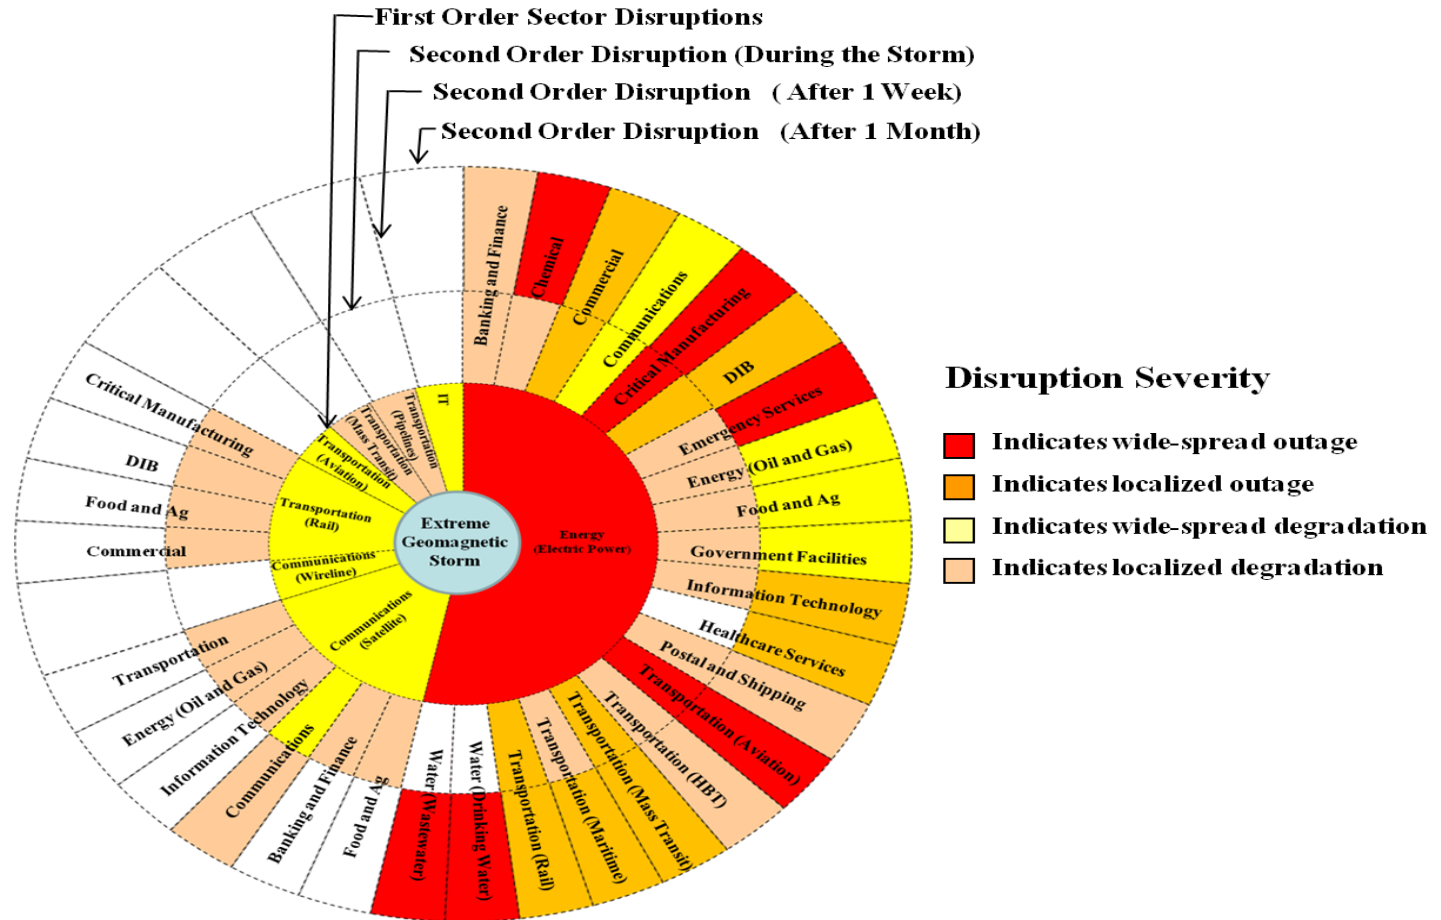 First Order Sector Disruptions
Second Order Disruption (During the Storm)
Second Order Disruption ( After 1 Week)
Second Order Disruption (After 1 Month)
Banking and Finance
Chemical
Commercial
Communications
Critical Manufacturing
DIB
Emergency Services
Energy (Oil and Gas)
Food and Ag
Government Facilities
Information Technology
Healthcare Services
Postal and Shipping
Transportation (Aviation)
Transportation (HBT)
Transportation (Mass Transit)
Transportation (Maritime)
Transportation (Rail)
Water (Drinking Water)
Water (Wastewater)
Food and Ag
Banking and Finance
Communications
Information Technology
Energy (Oil and Gas)
Transportation
Commercial
Food and Ag
DIB
Critical Manufacturing
IT
Transportation
(Pipelines)
Transportation
(Mass Transit)
Transportation
(Aviation)
Transportation
(Rail)
Communications
(Wireline)
Communications
(Satellite)
Energy
(Electric Power)
Extreme
Geomagnetic
Storm
Disruption Severity
Indicates wide-spread outage
Indicates localized outage
Indicates wide-spread degradation
Indicates localized degradation